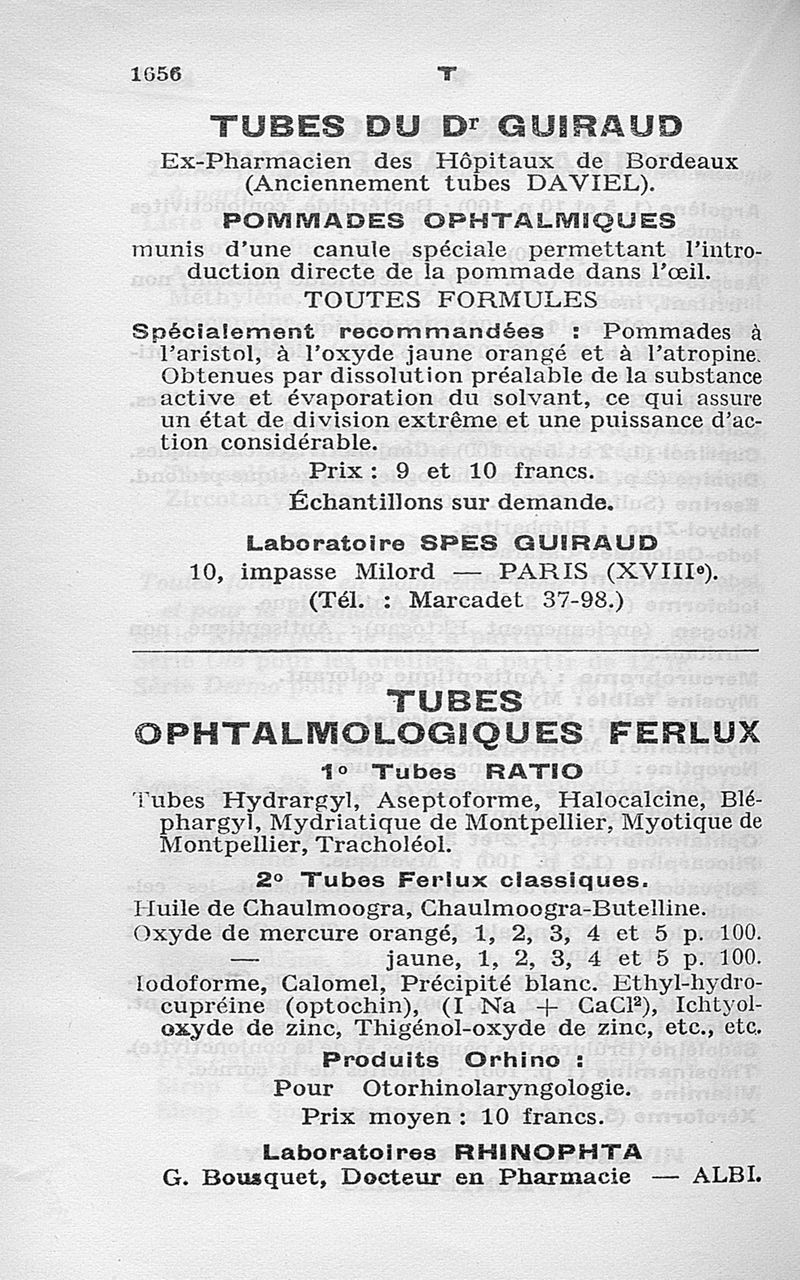 1656 T
TUBES DU Dr GUIRAUD
Ex-Pharmacien des Hôpitaux de Bordeaux
(Anciennement tubes DAVIEL).
POMMADES OPHTALMIQUES
munis d'une canule spéciale permettant l'intro-
duction directe de la pommade dans l'œil.
TOUTES FORMULES
Spécialement recommandées : Pommades à
l'aristol, à l'oxyde jaune orangé et à l'atropine.
Obtenues par dissolution préalable de la substance
active et évaporation du solvant, ce qui assure
un état de division extrême et une puissance d'ac-
tion considérable.
Prix : 9 et 10 francs.
Échantillons sur demande.
Laboratoire SPES GUIRAUD
10, impasse Milord — PARIS (XVIIIe).
(Tél. : Marcadet 37-98.)
TUBES
OPHTALMOLOGIQUES FERLUX
1o Tubes RATIO
Tubes Hydrargyl, Aseptoforme, Halocalcine, Blé-
phargyl, Mydriatique de Montpellier, Myotique de
Montpellier, Tracholéol.
2o Tubes Ferlux classiques.
Huile de Chaulmoogra, Chaulmoogra-Butelline.
Oxyde de mercure orangé, 1, 2, 3, 4 et 5 p. 100.
— jaune, 1, 2, 3, 4 et 5 p. 100.
Iodoforme, Calomel, Précipité blanc. Ethyl-hydro-
cupréine (optochin), (I Na + CaCl²), Ichtyol-
oxyde de zinc, Thigénol-oxyde de zinc, etc., etc.
Produits Orhino :
Pour Otorhinolaryngologie.
Prix moyen : 10 francs.
Laboratoires RHINOPHTA
G. Bousquet, Docteur en Pharmacie — ALBI.